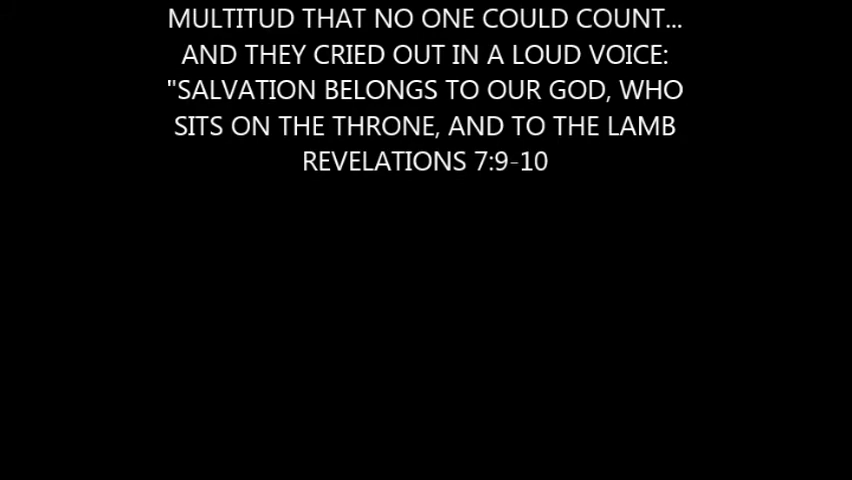 MULTITUD THAT NO ONE COULD COUNT...
AND THEY CRIED OUT IN A LOUD VOICE:
"SALVATION BELONGS TO OUR GOD, WHO
SITS ON THE THRONE, AND TO THE LAMB
REVELATIONS 7:9-10